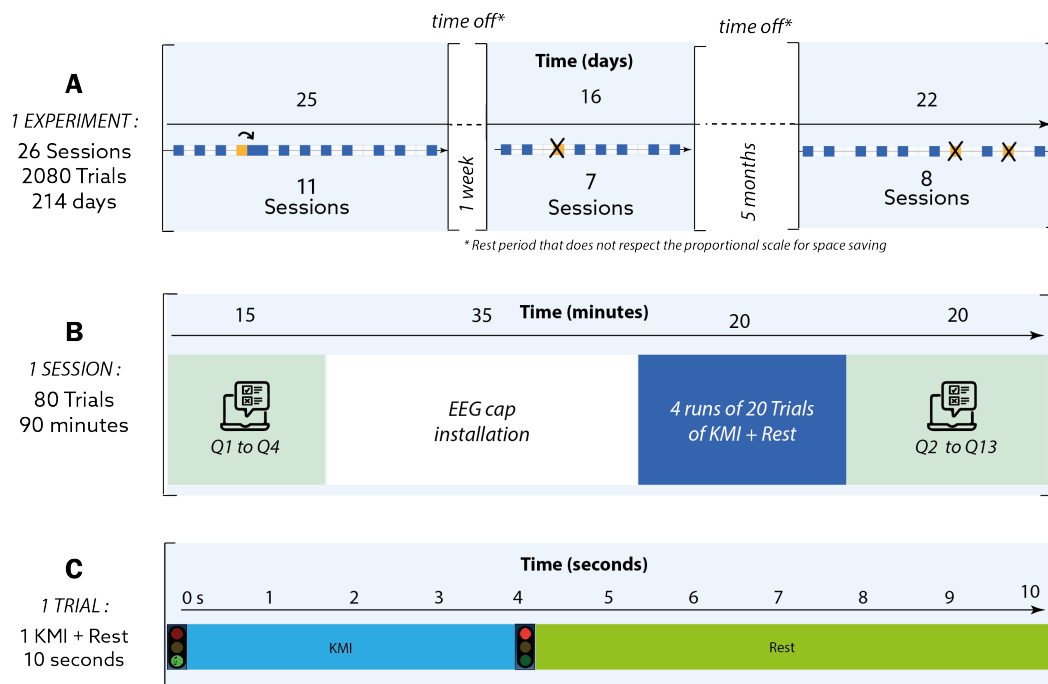 time off*
time off*
A
1 EXPERIMENT :
26 Sessions
2080 Trials
214 days
Time (days)
25
16
22
11
Sessions
1 week
7
Sessions
5 months
8
Sessions
* Rest period that does not respect the proportional scale for space saving
B
1 SESSION :
80 Trials
90 minutes
Time (minutes)
15
35
20
20
Q1 to Q4
EEG cap
installation
4 runs of 20 Trials
of KMI + Rest
Q2 to Q13
C
1 TRIAL :
1 KMI + Rest
10 seconds
Time (seconds)
0 s 1 2 3 4 5 6 7 8 9 10
KMI
Rest